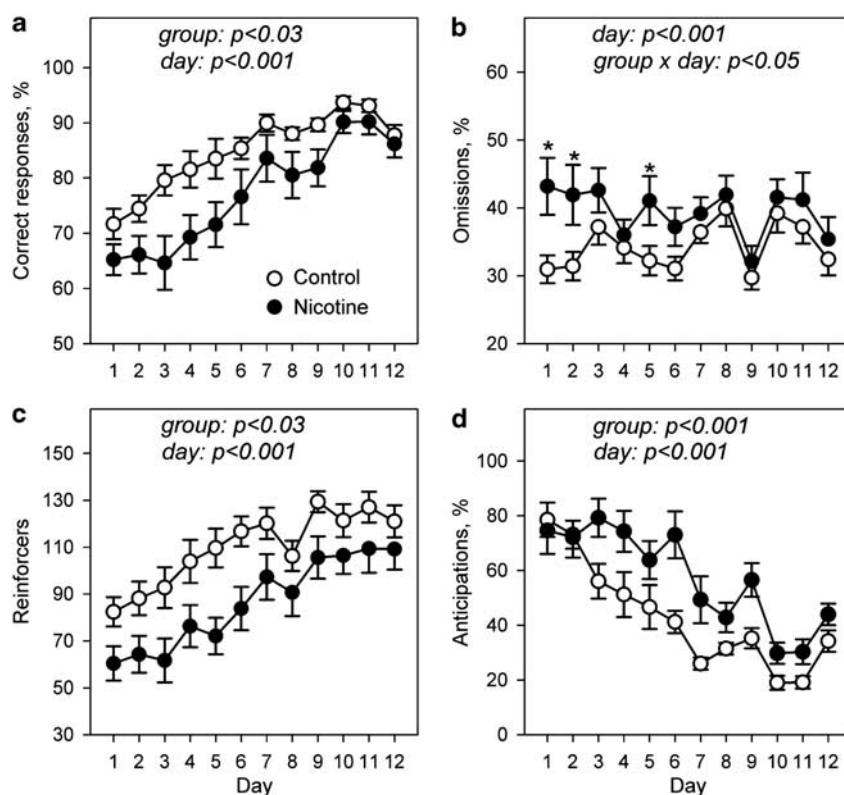 a
group: p<0.03
day: p<0.001
Correct responses, %
100
90
80
70
60
50
Control
Nicotine
1 2 3 4 5 6 7 8 9 10 11 12
b
day: p<0.001
group x day: p<0.05
Omissions, %
60
50
40
30
20
* * *
1 2 3 4 5 6 7 8 9 10 11 12
c
group: p<0.03
day: p<0.001
Reinforcers
150
130
110
90
70
50
30
1 2 3 4 5 6 7 8 9 10 11 12
Day
d
group: p<0.001
day: p<0.001
Anticipations, %
100
80
60
40
20
0
1 2 3 4 5 6 7 8 9 10 11 12
Day